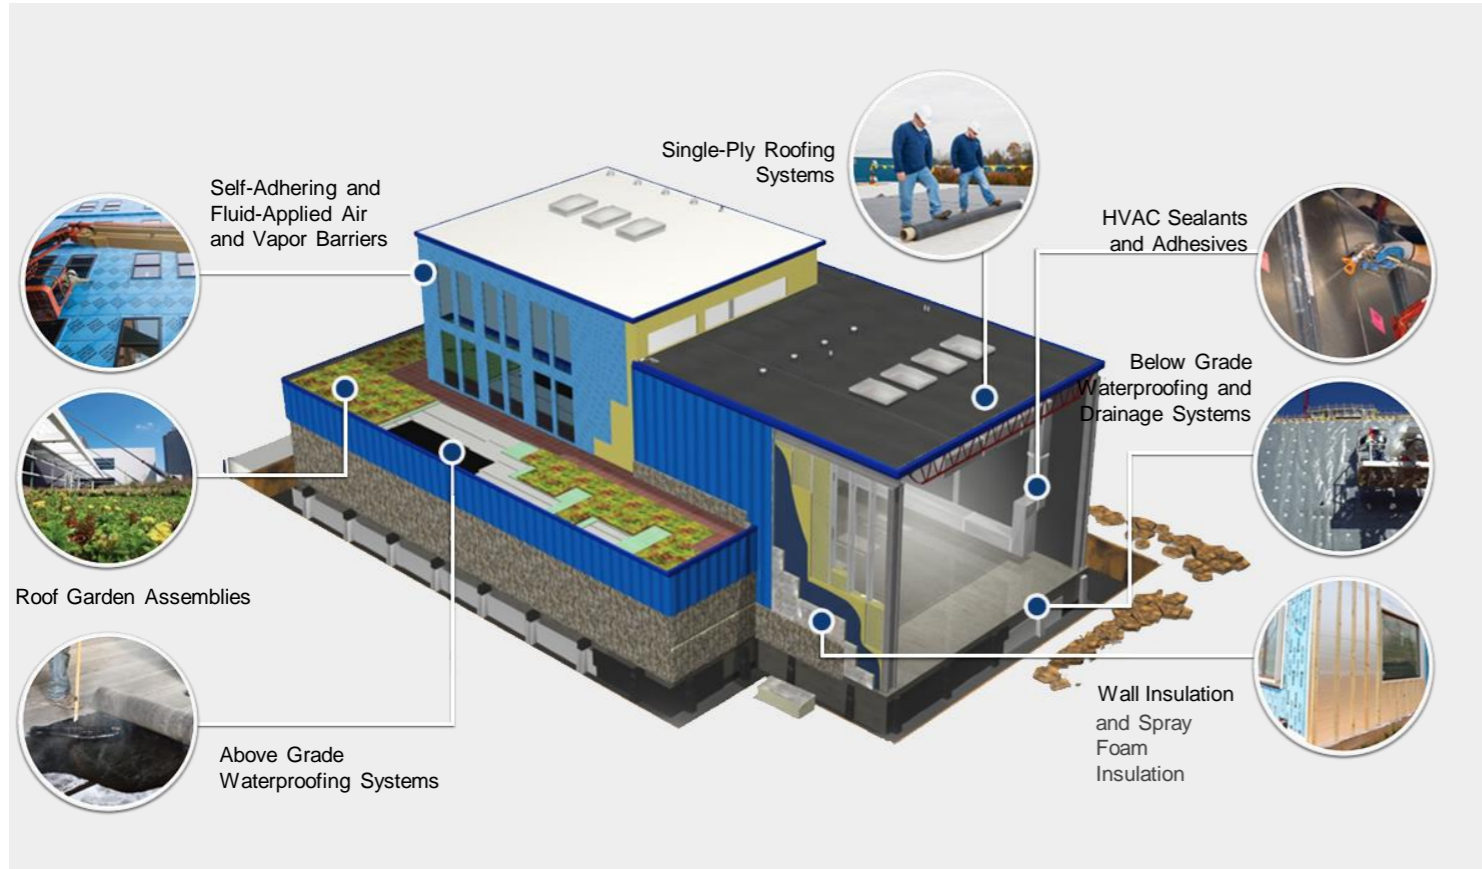 Single-Ply Roofing
Systems
Self-Adhering and
Fluid-Applied Air
and Vapor Barriers
HVAC Sealants
and Adhesives
Below Grade
Waterproofing and
Drainage Systems
Roof Garden Assemblies
Wall Insulation
and Spray
Foam
Insulation
Above Grade
Waterproofing Systems